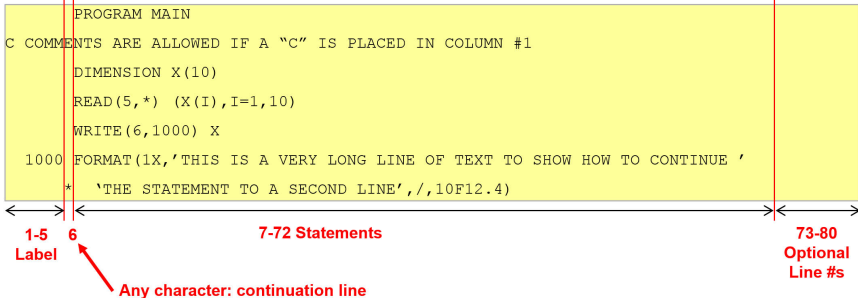 PROGRAM MAIN
C COMMENTS ARE ALLOWED IF A “C” IS PLACED IN COLUMN #1
DIMENSION X(10)
READ(5,*) (X(I),I=1,10)
WRITE(6,1000) X
1000 FORMAT(1X,’THIS IS A VERY LONG LINE OF TEXT TO SHOW HOW TO CONTINUE ’
* ‘THE STATEMENT TO A SECOND LINE’,/,10F12.4)
1-5 6 7-72 Statements 73-80
Label Optional
Line #s
Any character: continuation line